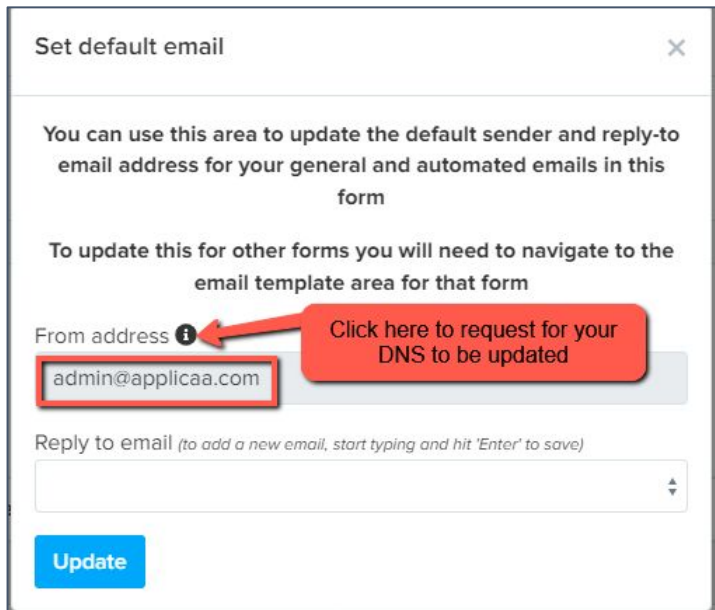 Set default email
You can use this area to update the default sender and reply-to
email address for your general and automated emails in this
form
To update this for other forms you will need to navigate to the
email template area for that form
From address
Click here to request for your
DNS to be updated
admin@applicaa.com
Reply to email (to add a new email, start typing and hit 'Enter' to save)
Update